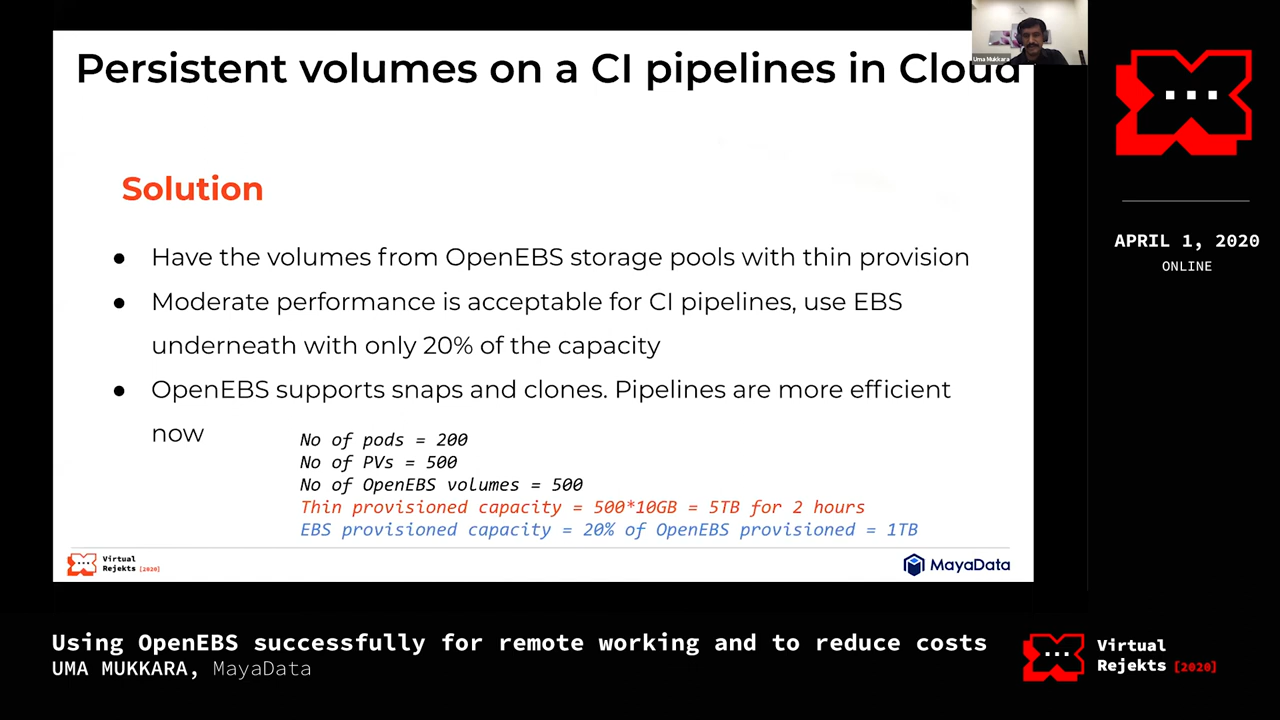 Persistent volumes on a CI pipelines in Cloud
Uma Mukkara
Solution
● Have the volumes from OpenEBS storage pools with thin provision
● Moderate performance is acceptable for CI pipelines, use EBS
underneath with only 20% of the capacity
● OpenEBS supports snaps and clones. Pipelines are more efficient
now
No of pods = 200
No of PVs = 500
No of OpenEBS volumes = 500
Thin provisioned capacity = 500*10GB = 5TB for 2 hours
EBS provisioned capacity = 20% of OpenEBS provisioned = 1TB
Virtual
Rejekts [2020]
MayaData
APRIL 1, 2020
ONLINE
Using OpenEBS successfully for remote working and to reduce costs
UMA MUKKARA, MayaData
Virtual
Rejekts [2020]